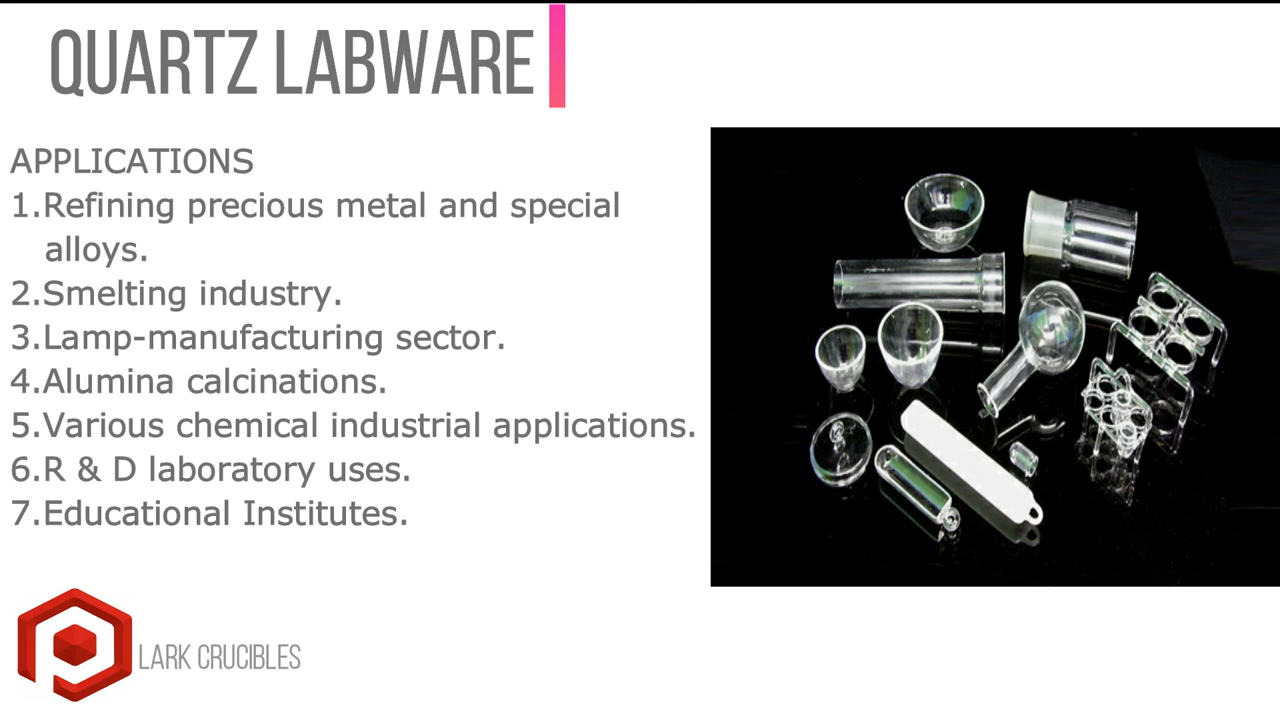 QUARTZ LABWARE
APPLICATIONS
1.Refining precious metal and special
alloys.
2.Smelting industry.
3.Lamp-manufacturing sector.
4.Alumina calcinations.
5.Various chemical industrial applications.
6.R & D laboratory uses.
7.Educational Institutes.
LARK CRUCIBLES